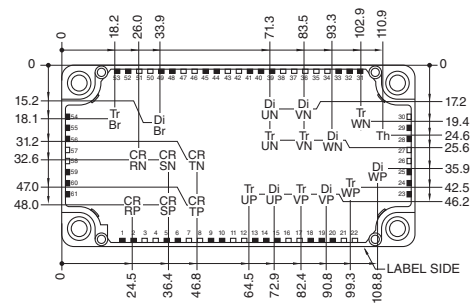 0 18.2 26.0 33.9 71.3 83.5 93.3 102.9 110.9
0 0
53 52 51 50 49 48 47 46 45 44 43 42 41 40 39 38 37 36 35 34 33 32 31
15.2 17.2
18.1 19.4
31.2 24.6
32.6 25.6
47.0 35.9
48.0 42.5
46.2
54 55 56 57 58 59 60 61
30 29 28 27 26 25 24 23
Tr Br
Di Br
Di UN
Di VN
Tr WN
Th
Tr UN
Tr VN
Di WN
CR RN
CR SN
CR TN
Di WP
Tr WP
CR RP
CR SP
CR TP
Tr UP
Di UP
Tr VP
Di VP
1 2 3 4 5 6 7 8 9 10 11 12 13 14 15 16 17 18 19 20 21 22
LABEL SIDE
0 24.5 36.4 46.8 64.5 72.9 82.4 90.8 99.3 108.8